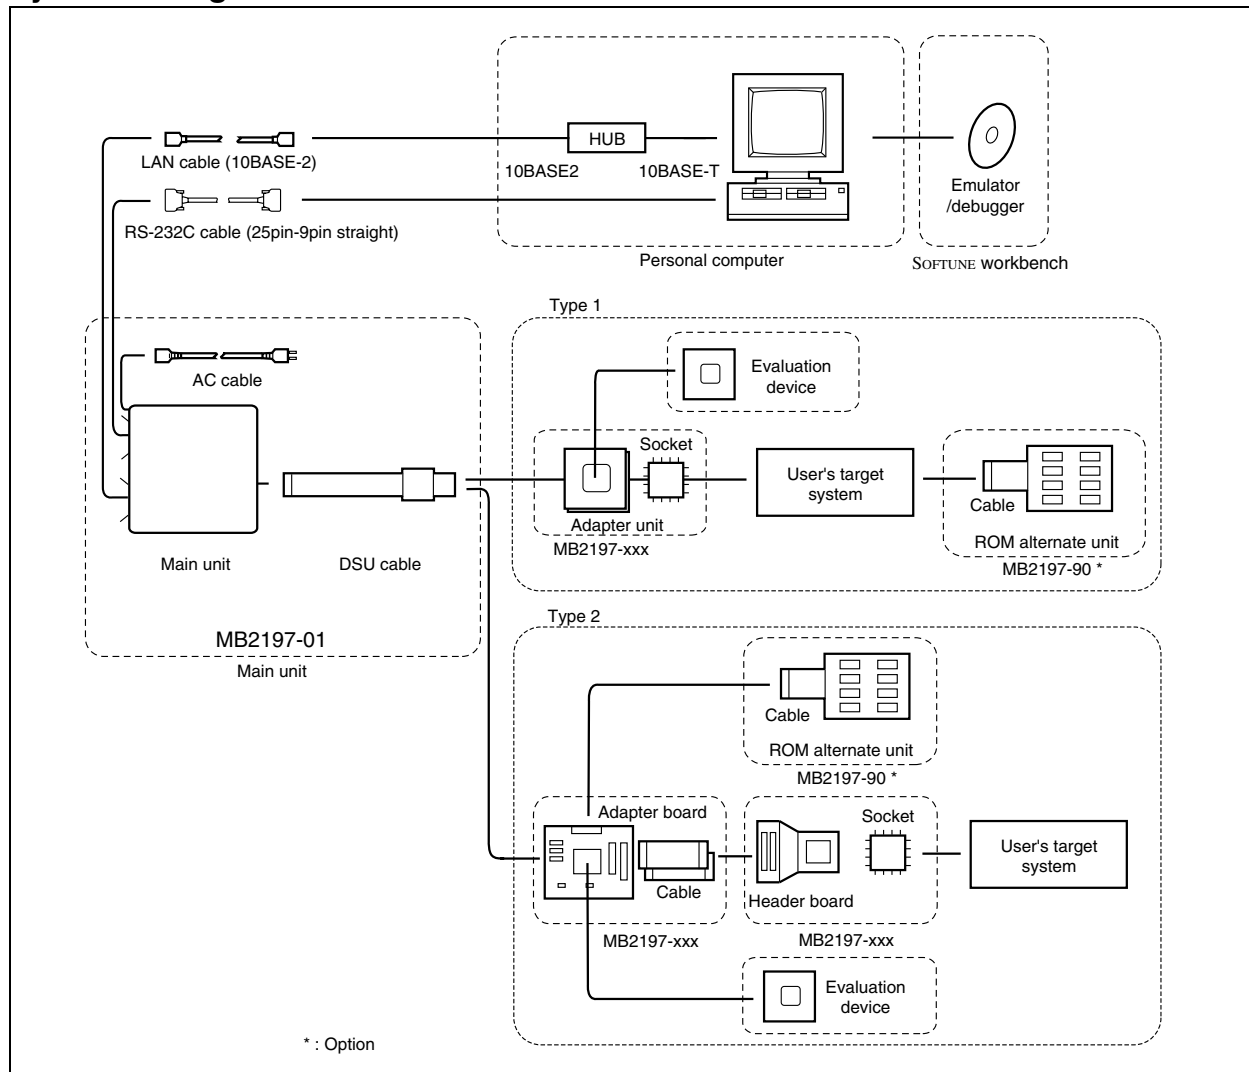 HUB
LAN cable (10BASE-2)
10BASE2
10BASE-T
Emulator
/debugger
RS-232C cable (25pin-9pin straight)
Personal computer
SOFTUNE workbench
Type 1
AC cable
Evaluation
device
Socket
User's target
system
Cable
Adapter unit
MB2197-xxx
ROM alternate unit
MB2197-90 *
Main unit
DSU cable
MB2197-01
Main unit
Type 2
Cable
ROM alternate unit
MB2197-90 *
Adapter board
Socket
User's target
system
Cable
Header board
MB2197-xxx
MB2197-xxx
Evaluation
device
* : Option